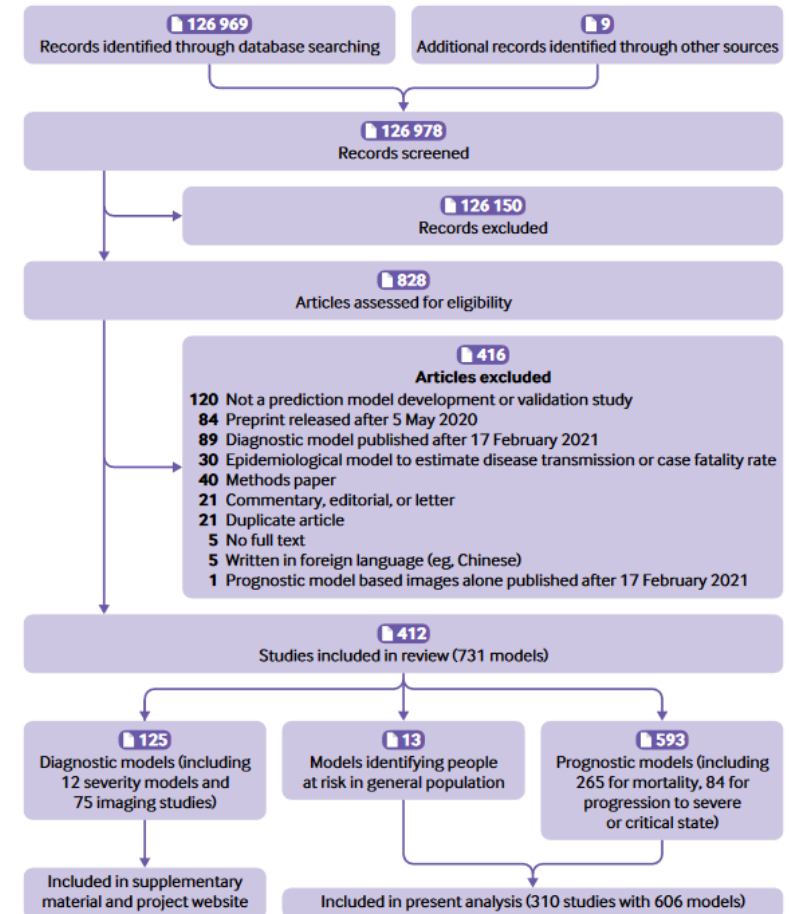 126 969
Records identified through database searching
9
Additional records identified through other sources
126 978
Records screened
126 150
Records excluded
828
Articles assessed for eligibility
416
Articles excluded
120 Not a prediction model development or validation study
84 Preprint released after 5 May 2020
89 Diagnostic model published after 17 February 2021
30 Epidemiological model to estimate disease transmission or case fatality rate
40 Methods paper
21 Commentary, editorial, or letter
21 Duplicate article
5 No full text
5 Written in foreign language (eg, Chinese)
1 Prognostic model based images alone published after 17 February 2021
412
Studies included in review (731 models)
125
Diagnostic models (including
12 severity models and
75 imaging studies)
13
Models identifying people
at risk in general population
593
Prognostic models (including
265 for mortality, 84 for
progression to severe
or critical state)
Included in supplementary
material and project website
Included in present analysis (310 studies with 606 models)